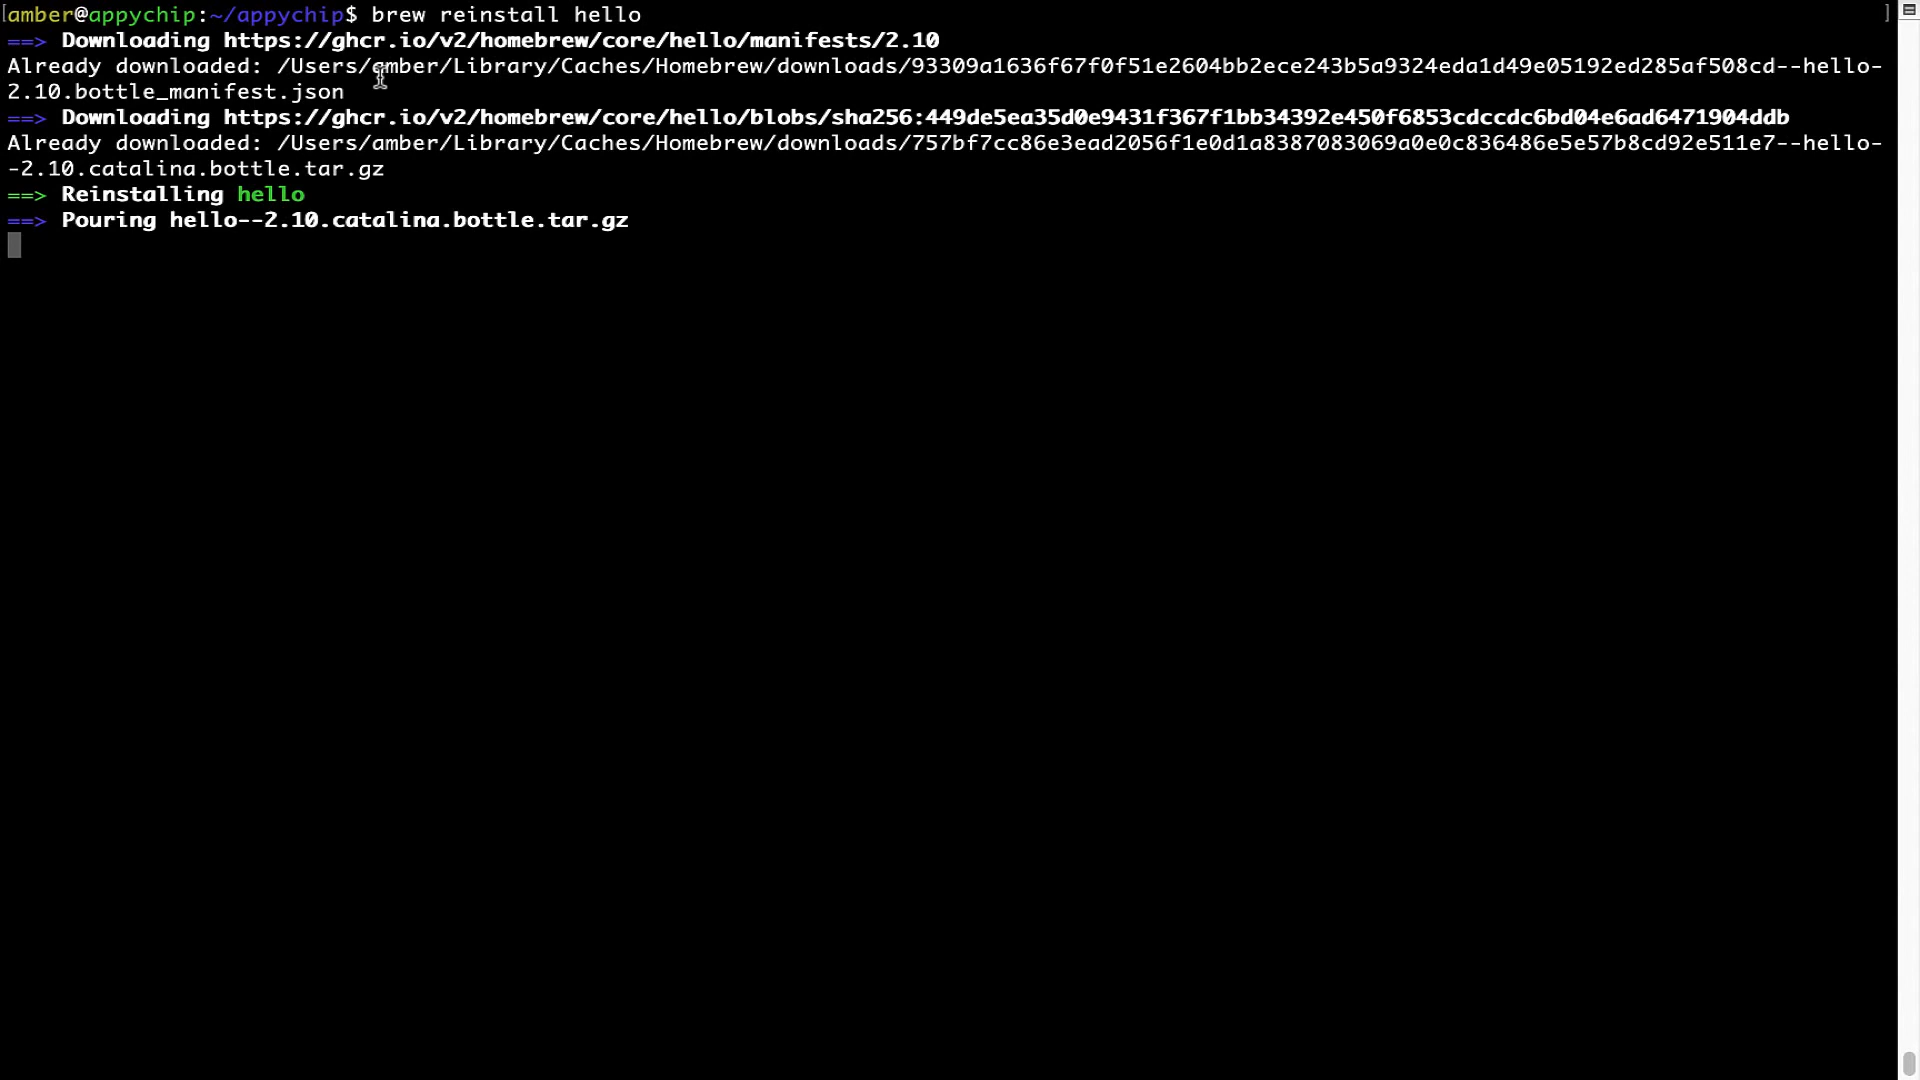 [amber@appychip:~/appychip$ brew reinstall hello ]
==> Downloading https://ghcr.io/v2/homebrew/core/hello/manifests/2.10
Already downloaded: /Users/amber/Library/Caches/Homebrew/downloads/93309a1636f67f0f51e2604bb2ece243b5a9324eda1d49e05192ed285af508cd--hello-
2.10.bottle_manifest.json
==> Downloading https://ghcr.io/v2/homebrew/core/hello/blobs/sha256:449de5ea35d0e9431f367f1bb34392e450f6853cdccdc6bd04e6ad6471904ddb
Already downloaded: /Users/amber/Library/Caches/Homebrew/downloads/757bf7cc86e3ead2056f1e0d1a8387083069a0e0c836486e5e57b8cd92e511e7--hello-
-2.10.catalina.bottle.tar.gz
==> Reinstalling hello
==> Pouring hello--2.10.catalina.bottle.tar.gz